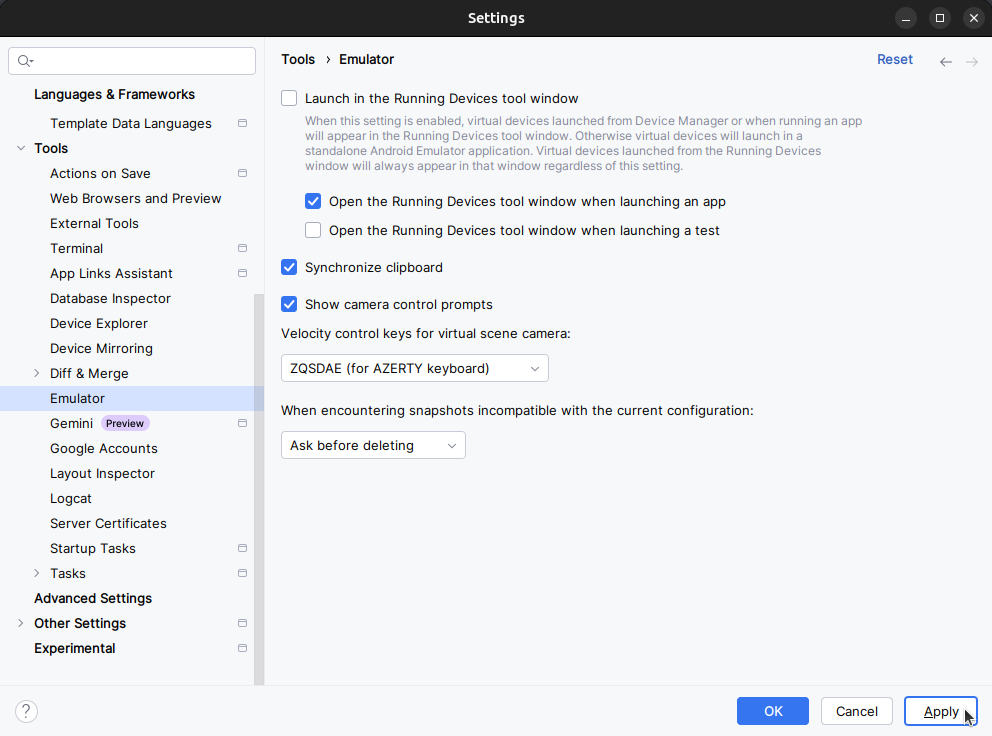 Settings
Languages & Frameworks
Template Data Languages
Tools
Actions on Save
Web Browsers and Preview
External Tools
Terminal
App Links Assistant
Database Inspector
Device Explorer
Device Mirroring
Diff & Merge
Emulator
Gemini Preview
Google Accounts
Layout Inspector
Logcat
Server Certificates
Startup Tasks
Tasks
Advanced Settings
Other Settings
Experimental
Tools › Emulator
Reset
Launch in the Running Devices tool window
When this setting is enabled, virtual devices launched from Device Manager or when running an app
will appear in the Running Devices tool window. Otherwise virtual devices will launch in a
standalone Android Emulator application. Virtual devices launched from the Running Devices
window will always appear in that window regardless of this setting.
Open the Running Devices tool window when launching an app
Open the Running Devices tool window when launching a test
Synchronize clipboard
Show camera control prompts
Velocity control keys for virtual scene camera:
ZQSDAE (for AZERTY keyboard)
When encountering snapshots incompatible with the current configuration:
Ask before deleting
?
OK
Cancel
Apply